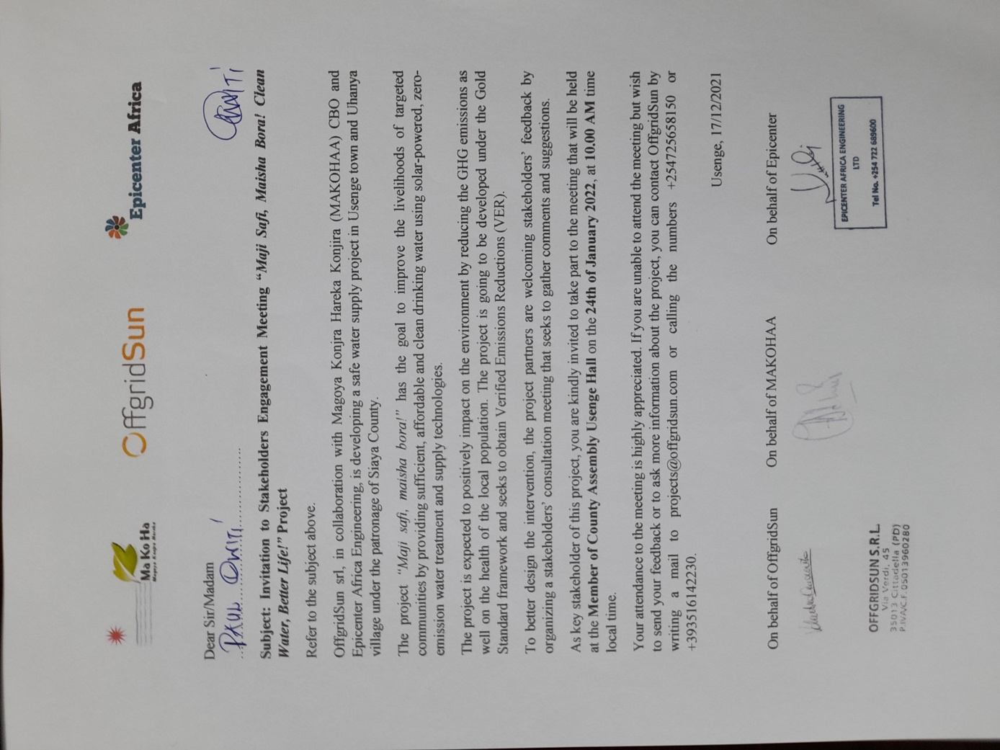 Ma Ko Ha
OffgridSun
Epicenter Africa
Dear Sir/Madam
PAUL OWITI
OWITI
Subject: Invitation to Stakeholders Engagement Meeting “Maji Safi, Maisha Bora! Clean
Water, Better Life!” Project
Refer to the subject above.
OffgridSun srl, in collaboration with Magoya Konjra Hareka Konjira (MAKOHAA) CBO and
Epicenter Africa Engineering, is developing a safe water supply project in Usenge town and Uhanya
village under the patronage of Siaya County.
The project “Maji safi, maisha bora!” has the goal to improve the livelihoods of targeted
communities by providing sufficient, affordable and clean drinking water using solar-powered, zero-
emission water treatment and supply technologies.
The project is expected to positively impact on the environment by reducing the GHG emissions as
well on the health of the local population. The project is going to be developed under the Gold
Standard framework and seeks to obtain Verified Emissions Reductions (VER).
To better design the intervention, the project partners are welcoming stakeholders’ feedback by
organizing a stakeholders’ consultation meeting that seeks to gather comments and suggestions.
As key stakeholder of this project, you are kindly invited to take part to the meeting that will be held
at the Member of County Assembly Usenge Hall on the 24th of January 2022, at 10.00 AM time
local time.
Your attendance to the meeting is highly appreciated. If you are unable to attend the meeting but wish
to send your feedback or to ask more information about the project, you can contact OffgridSun by
writing a mail to projects@offgridsun.com or calling the numbers +254725658150 or
+393516142230.
Usenge, 17/12/2021
On behalf of OffgridSun
On behalf of MAKOHAA
On behalf of Epicenter
OFFGRIDSUN S.R.L.
Via Verdi, 45
35013 Cittadella (PD)
P.IVA/C.F. 05013960280
EPICENTER AFRICA ENGINEERING
LTD
Tel No. +254 722 689600